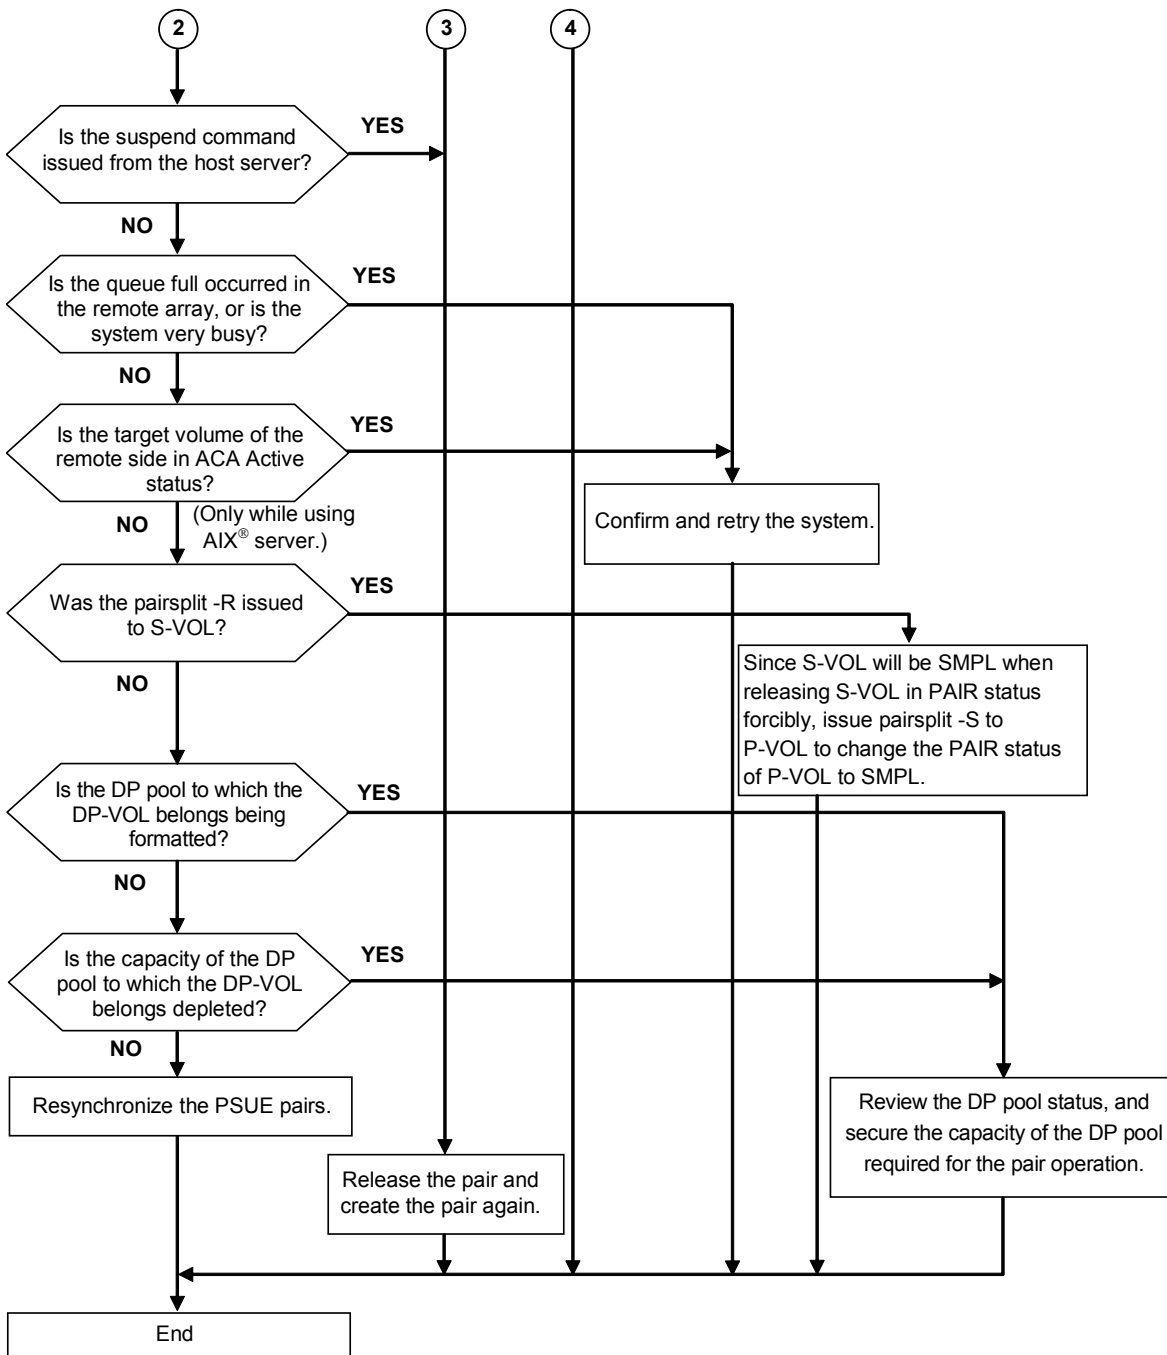 2
3
4
Is the suspend command
issued from the host server?
YES
NO
Is the queue full occurred in
the remote array, or is the
system very busy?
YES
NO
Is the target volume of the
remote side in ACA Active
status?
YES
NO
(Only while using
AIX® server.)
Confirm and retry the system.
Was the pairsplit -R issued
to S-VOL?
YES
NO
Since S-VOL will be SMPL when
releasing S-VOL in PAIR status
forcibly, issue pairsplit -S to
P-VOL to change the PAIR status
of P-VOL to SMPL.
Is the DP pool to which the
DP-VOL belongs being
formatted?
YES
NO
Is the capacity of the DP
pool to which the DP-VOL
belongs depleted?
YES
NO
Resynchronize the PSUE pairs.
Review the DP pool status, and
secure the capacity of the DP pool
required for the pair operation.
Release the pair and
create the pair again.
End